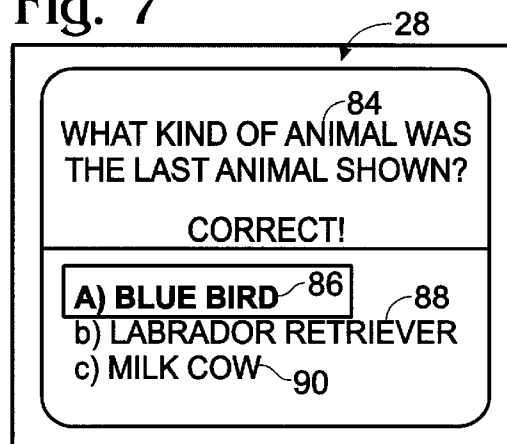 Fig. 7
28
84
WHAT KIND OF ANIMAL WAS
THE LAST ANIMAL SHOWN?
CORRECT!
A) BLUE BIRD 86
88
b) LABRADOR RETRIEVER
c) MILK COW 90